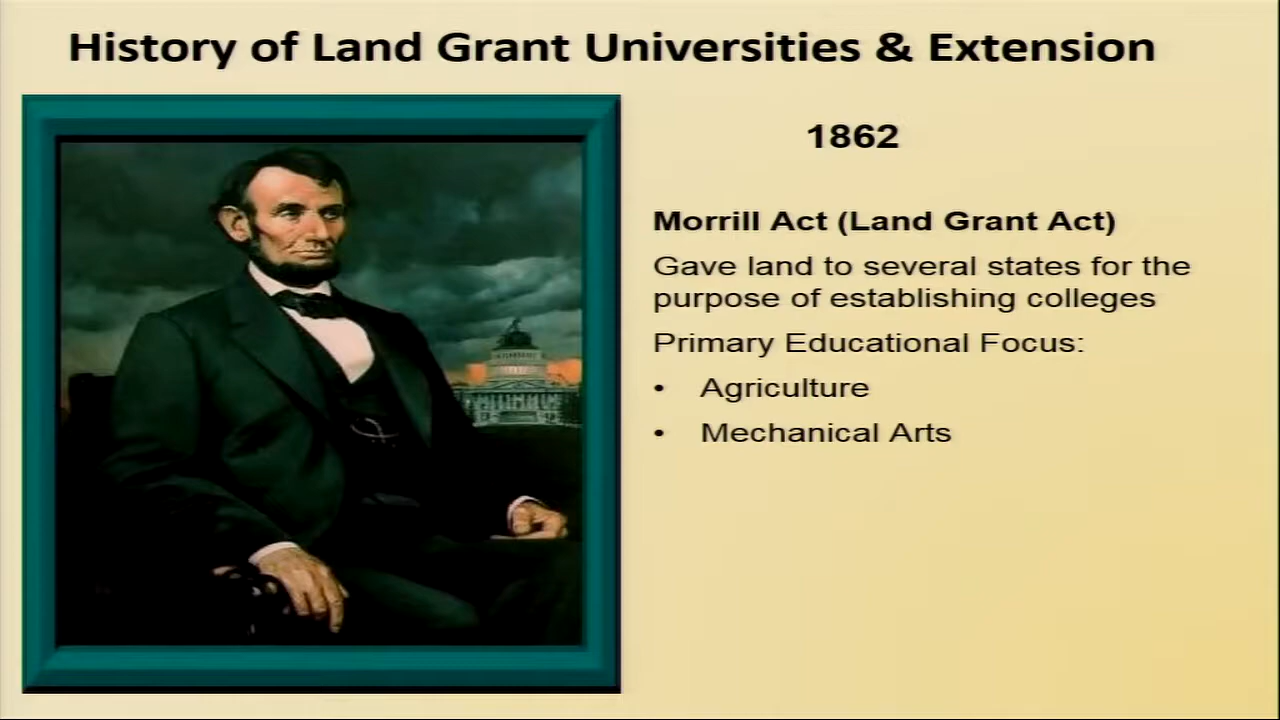 History of Land Grant Universities & Extension
1862
Morrill Act (Land Grant Act)
Gave land to several states for the
purpose of establishing colleges
Primary Educational Focus:
• Agriculture
• Mechanical Arts